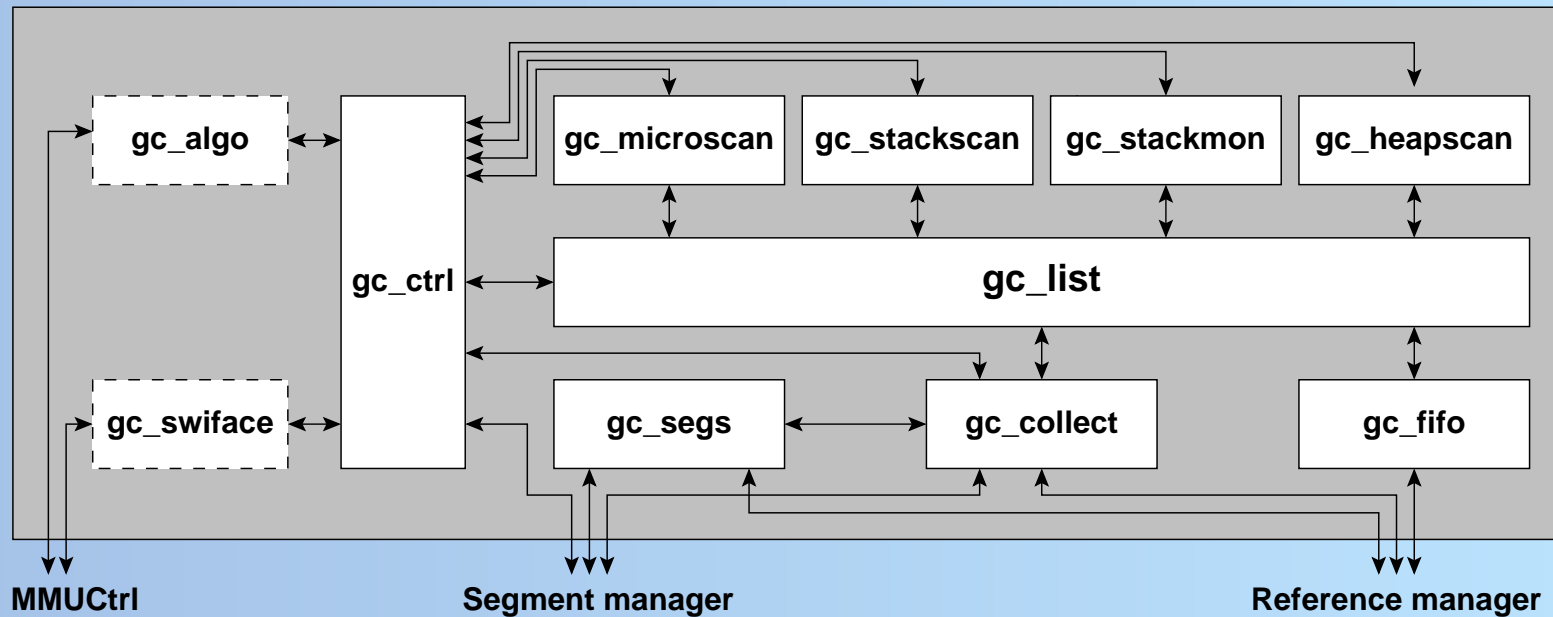 gc_algo
gc_microscan
gc_stackscan
gc_stackmon
gc_heapscan
gc_ctrl
gc_list
gc_swiface
gc_segs
gc_collect
gc_fifo
MMUCtrl
Segment manager
Reference manager